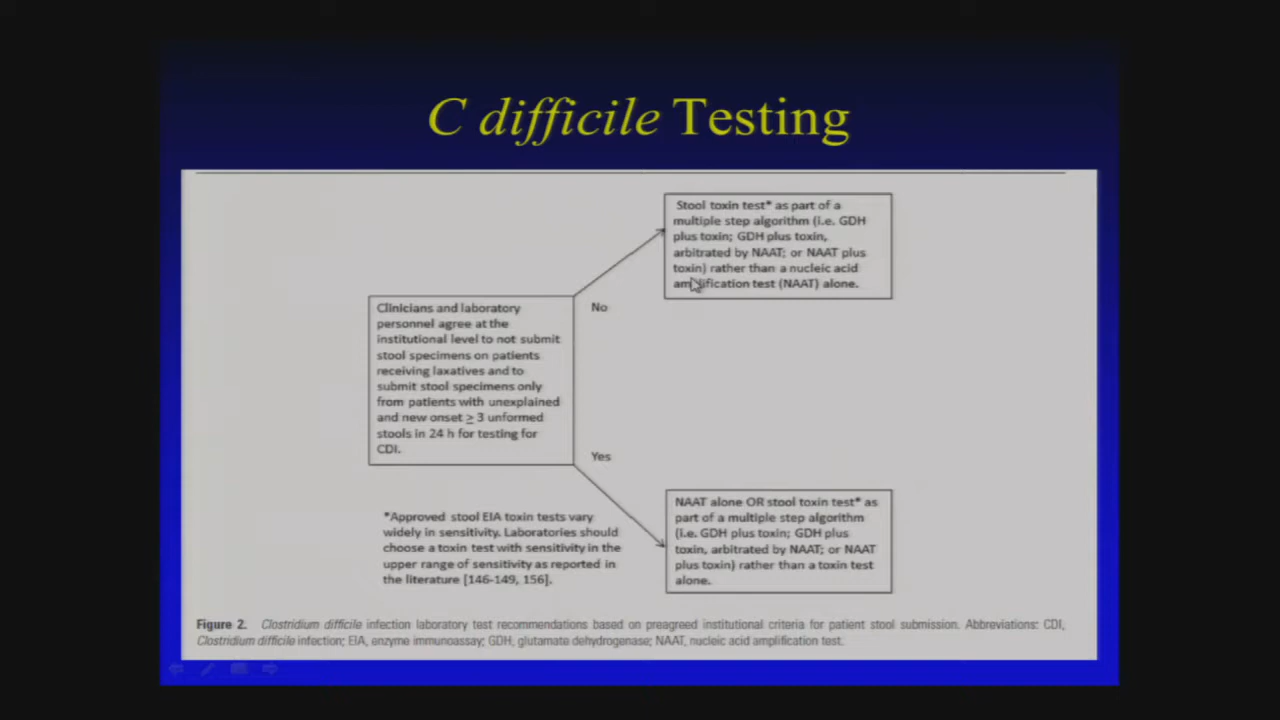 C difficile Testing
Stool toxin test* as part of a
multiple step algorithm (i.e. GDH
plus toxin; GDH plus toxin,
arbitrated by NAAT; or NAAT plus
toxin) rather than a nucleic acid
amplification test (NAAT) alone.
No
Clinicians and laboratory
personnel agree at the
institutional level to not submit
stool specimens on patients
receiving laxatives and to
submit stool specimens only
from patients with unexplained
and new onset ≥ 3 unformed
stools in 24 h for testing for
CDI.
Yes
NAAT alone OR stool toxin test* as
part of a multiple step algorithm
(i.e. GDH plus toxin; GDH plus
toxin, arbitrated by NAAT; or NAAT
plus toxin) rather than a toxin test
alone.
*Approved stool EIA toxin tests vary
widely in sensitivity. Laboratories should
choose a toxin test with sensitivity in the
upper range of sensitivity as reported in
the literature [146-149, 156].
Figure 2. Clostridium difficile infection laboratory test recommendations based on preagreed institutional criteria for patient stool submission. Abbreviations: CDI,
Clostridium difficile infection; EIA, enzyme immunoassay; GDH, glutamate dehydrogenase; NAAT, nucleic acid amplification test.